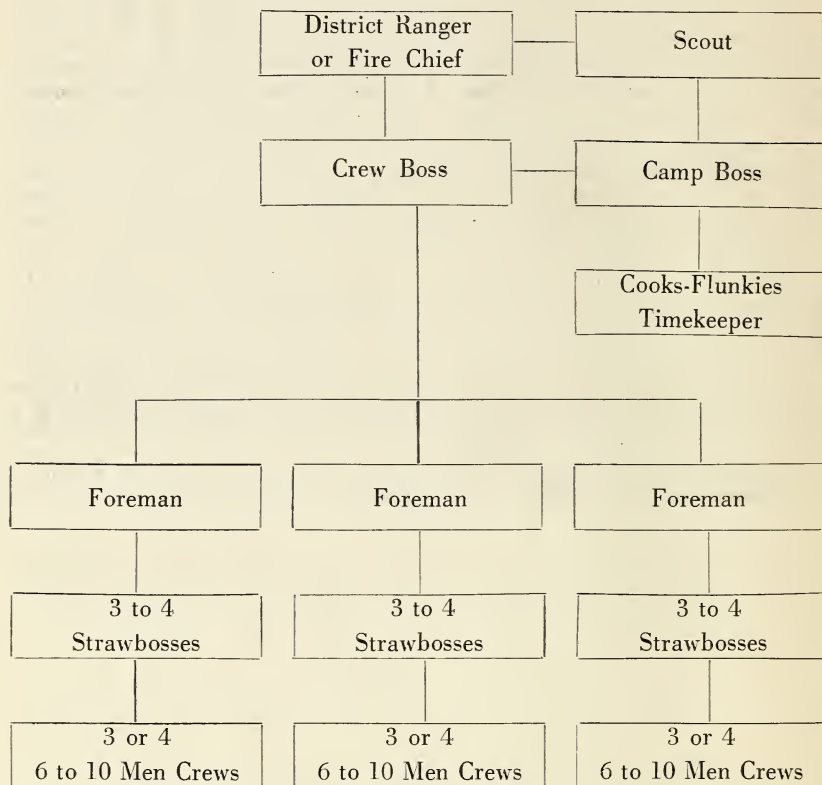 District Ranger
or Fire Chief
Scout
Crew Boss
Camp Boss
Cooks-Flunkies
Timekeeper
Foreman
Foreman
Foreman
3 to 4
Strawbosses
3 to 4
Strawbosses
3 to 4
Strawbosses
3 or 4
6 to 10 Men Crews
3 or 4
6 to 10 Men Crews
3 or 4
6 to 10 Men Crews